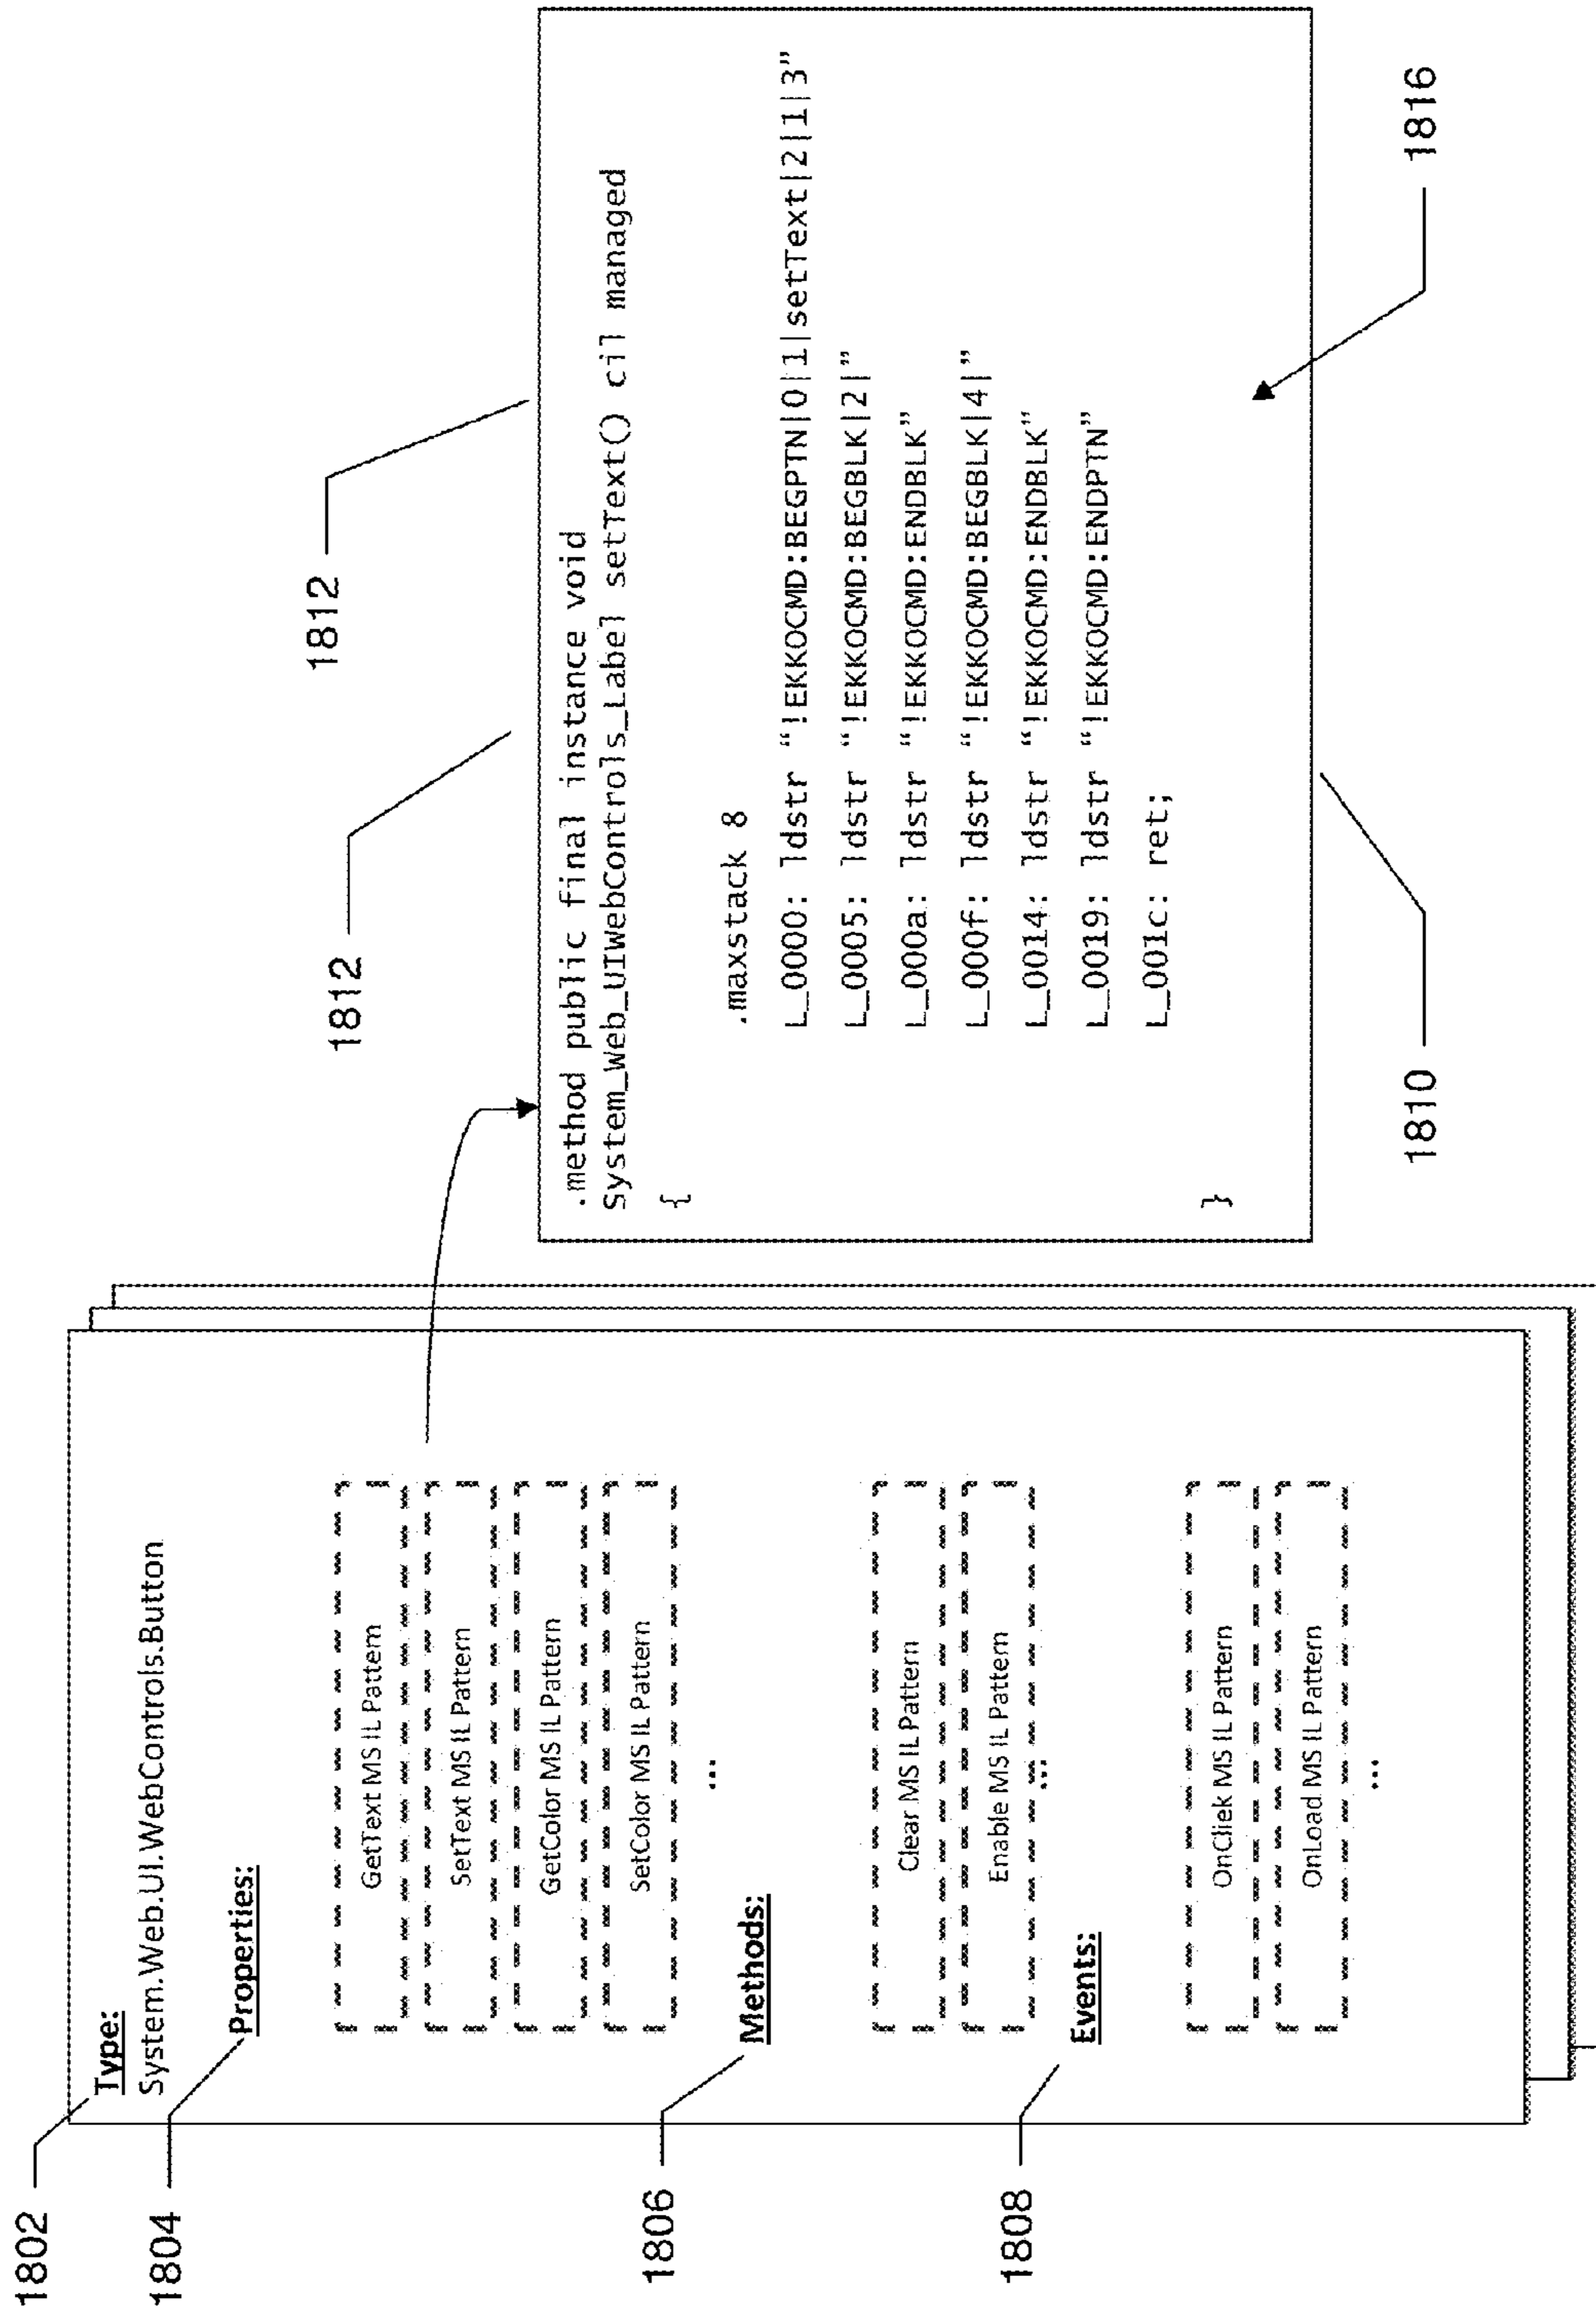 1802
Type:
System.Web.UI.WebControls.Button
1804
Properties:
GetText MS IL Pattern
SetText MS IL Pattern
GetColor MS IL Pattern
SetColor MS IL Pattern
...
1806
Methods:
Clear MS IL Pattern
Enable MS IL Pattern
...
1808
Events:
OnCliek MS IL Pattern
OnLoad MS IL Pattern
...
1812
1812
.method public final instance void
System_Web_UIWebControls_Label setText() cil managed
{
.maxstack 8
L_0000: ldstr “!EKKOCMD:BEGPTN|0|1|setText|2|1|3”
L_0005: ldstr “!EKKOCMD:BEGBLK|2|”
L_000a: ldstr “!EKKOCMD:ENDBLK”
L_000f: ldstr “!EKKOCMD:BEGBLK|4|”
L_0014: ldstr “!EKKOCMD:ENDBLK”
L_0019: ldstr “!EKKOCMD:ENDPTN”
L_001c: ret;
}
1810
1816